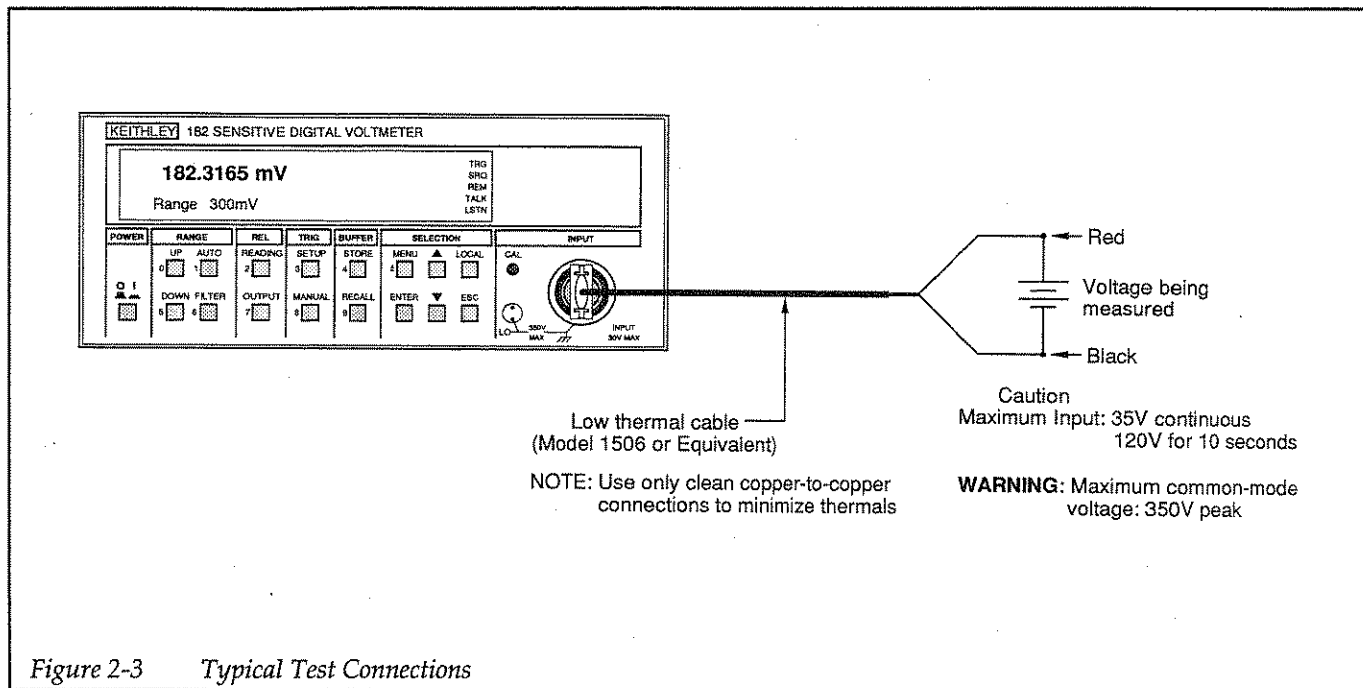 KEITHLEY 182 SENSITIVE DIGITAL VOLTMETER
182.3165 mV
Range 300mV
TRG
SRQ
REM
TALK
LSTN
POWER RANGE REL TRIG BUFFER SELECTION INPUT
UP AUTO READING SETUP STORE MENU ▲ LOCAL CAL
0 1 2 3 4
O I
DOWN FILTER OUTPUT MANUAL RECALL ENTER ▼ ESC
5 6 7 8 9
LO 350V MAX INPUT 30V MAX
Red
Voltage being
measured
Black
Low thermal cable
(Model 1506 or Equivalent)
NOTE: Use only clean copper-to-copper
connections to minimize thermals
Caution
Maximum Input: 35V continuous
120V for 10 seconds
WARNING: Maximum common-mode
voltage: 350V peak
Figure 2-3 Typical Test Connections